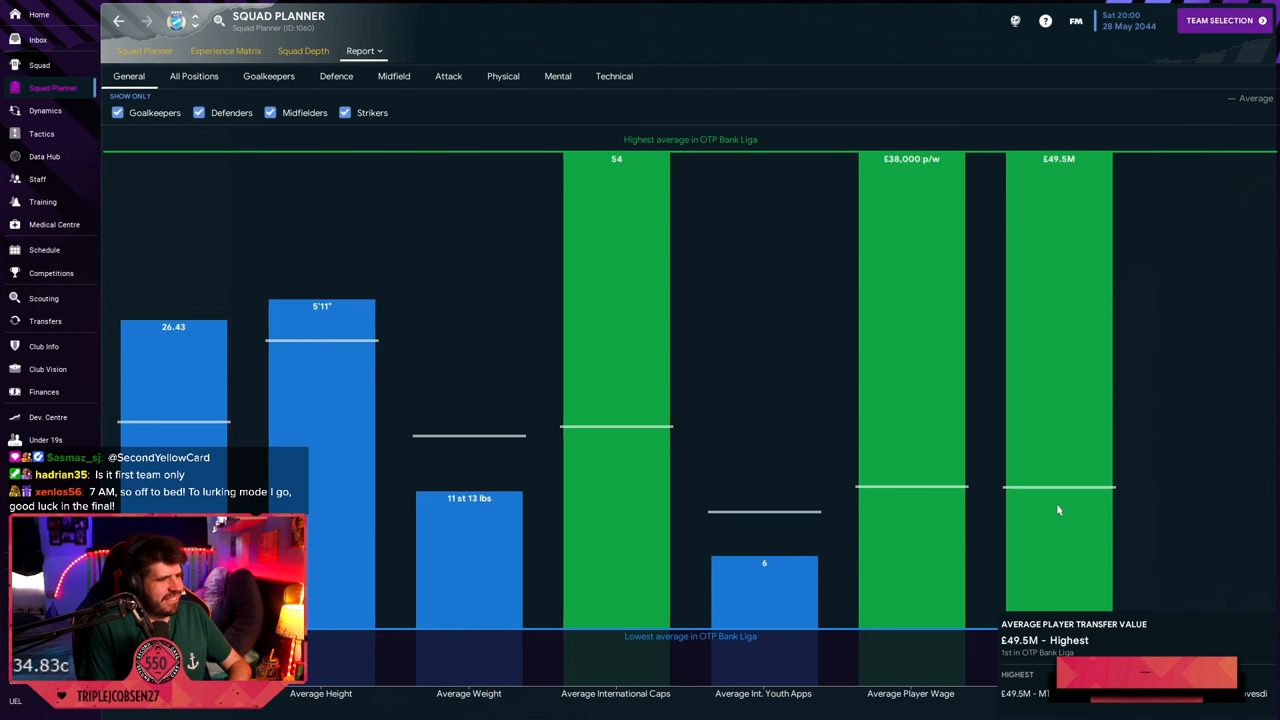 Home
Inbox
Squad
Squad Planner
Dynamics
Tactics
Data Hub
Staff
Training
Medical Centre
Schedule
Competitions
Scouting
Transfers
Club Info
Club Vision
Finances
Dev. Centre
Under 19s
SQUAD PLANNER
Squad Planner (ID:1060)
FM
Sat 20:00
28 May 2044
TEAM SELECTION
Squad Planner Experience Matrix Squad Depth Report
General All Positions Goalkeepers Defence Midfield Attack Physical Mental Technical
SHOW ONLY
Goalkeepers Defenders Midfielders Strikers
Average
Highest average in OTP Bank Liga
26.43
5'11"
11 st 13 lbs
54
6
£38,000 p/w
£49.5M
Lowest average in OTP Bank Liga
Average Height Average Weight Average International Caps Average Int. Youth Apps Average Player Wage
AVERAGE PLAYER TRANSFER VALUE
£49.5M - Highest
1st in OTP Bank Liga
HIGHEST
£49.5M -
Sasmaz_sj: @SecondYellowCard
hadrian35: Is it first team only
xenlos56: 7 AM, so off to bed! To lurking mode I go,
good luck in the final!
550
34.83c
TRIPLEJCOBSEN27
UEL